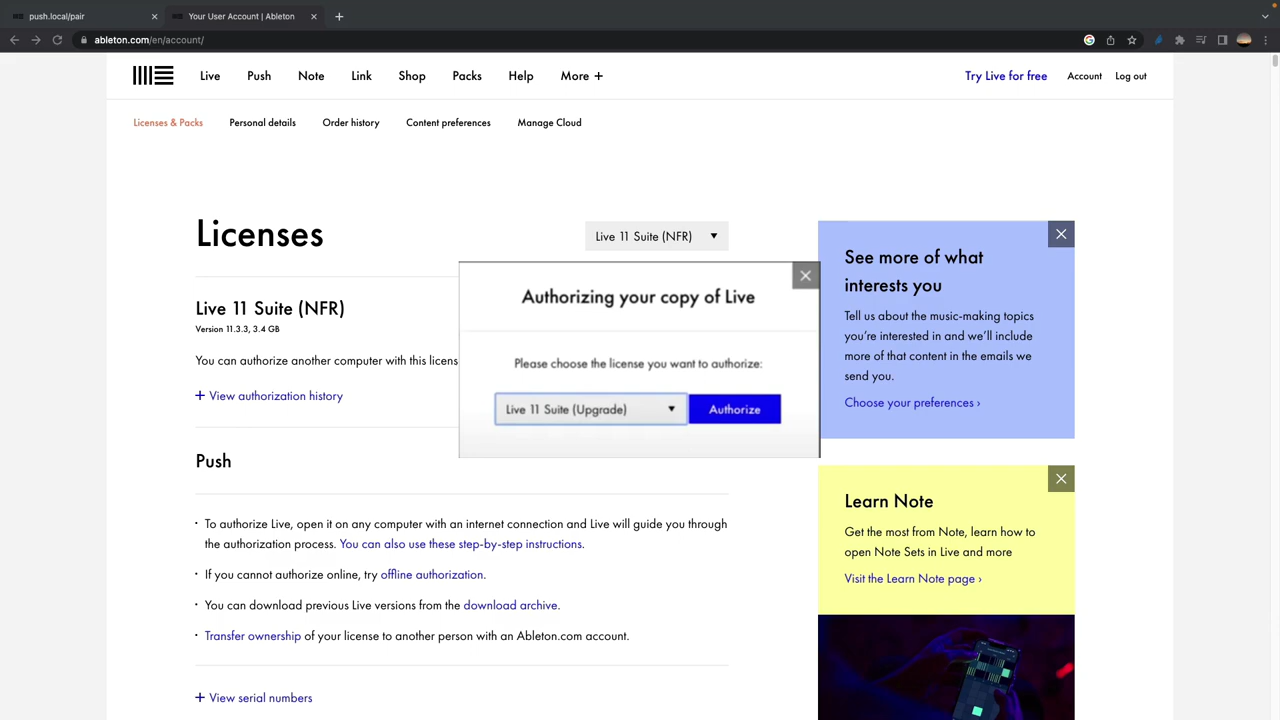 push.local/pair
Your User Account | Ableton
ableton.com/en/account/
Live
Push
Note
Link
Shop
Packs
Help
More +
Try Live for free
Account
Log out
Licenses & Packs
Personal details
Order history
Content preferences
Manage Cloud
Licenses
Live 11 Suite (NFR)
Live 11 Suite (NFR)
Version 11.3.3, 3.4 GB
You can authorize another computer with this licens
+ View authorization history
Authorizing your copy of Live
Please choose the license you want to authorize:
Live 11 Suite (Upgrade)
Authorize
Push
· To authorize Live, open it on any computer with an internet connection and Live will guide you through
the authorization process. You can also use these step-by-step instructions.
· If you cannot authorize online, try offline authorization.
· You can download previous Live versions from the download archive.
· Transfer ownership of your license to another person with an Ableton.com account.
+ View serial numbers
See more of what
interests you
Tell us about the music-making topics
you're interested in and we'll include
more of that content in the emails we
send you.
Choose your preferences ›
Learn Note
Get the most from Note, learn how to
open Note Sets in Live and more
Visit the Learn Note page ›